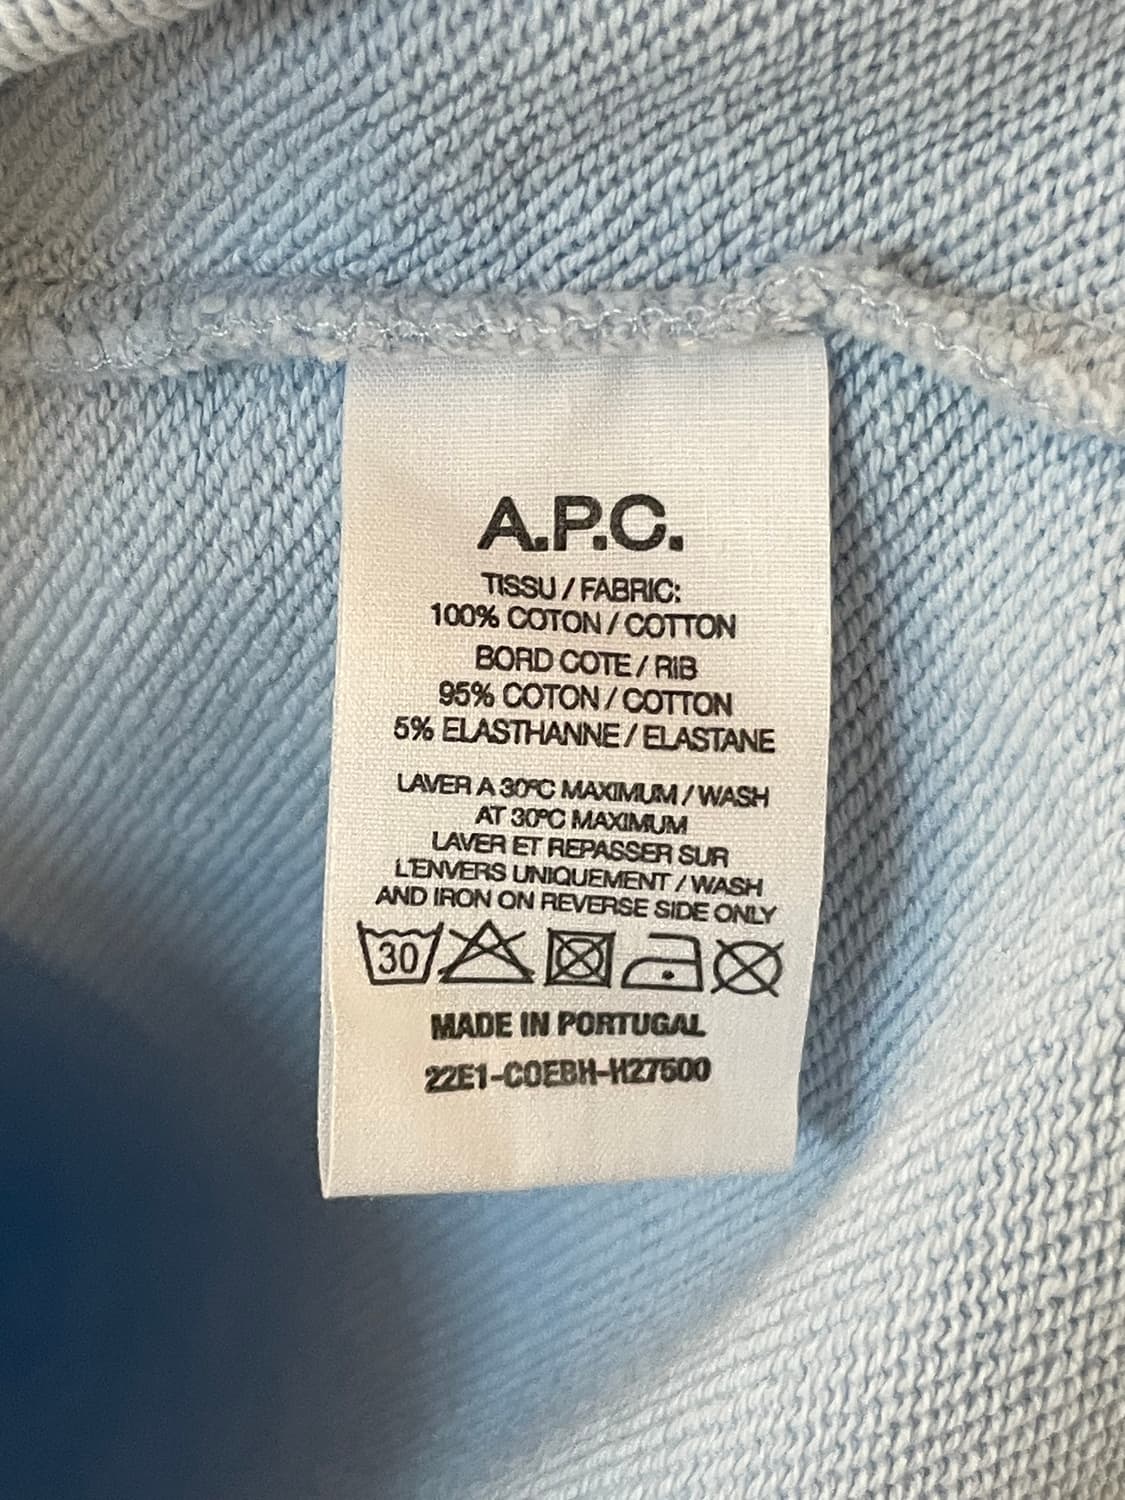 A.P.C.
TISSU / FABRIC:
100% COTON / COTTON
BORD COTE / RIB
95% COTON / COTTON
5% ELASTHANNE / ELASTANE
LAVER A 30°C MAXIMUM / WASH
AT 30°C MAXIMUM
LAVER ET REPASSER SUR
L'ENVERS UNIQUEMENT / WASH
AND IRON ON REVERSE SIDE ONLY
30
MADE IN PORTUGAL
22E1-COEBH-H27600